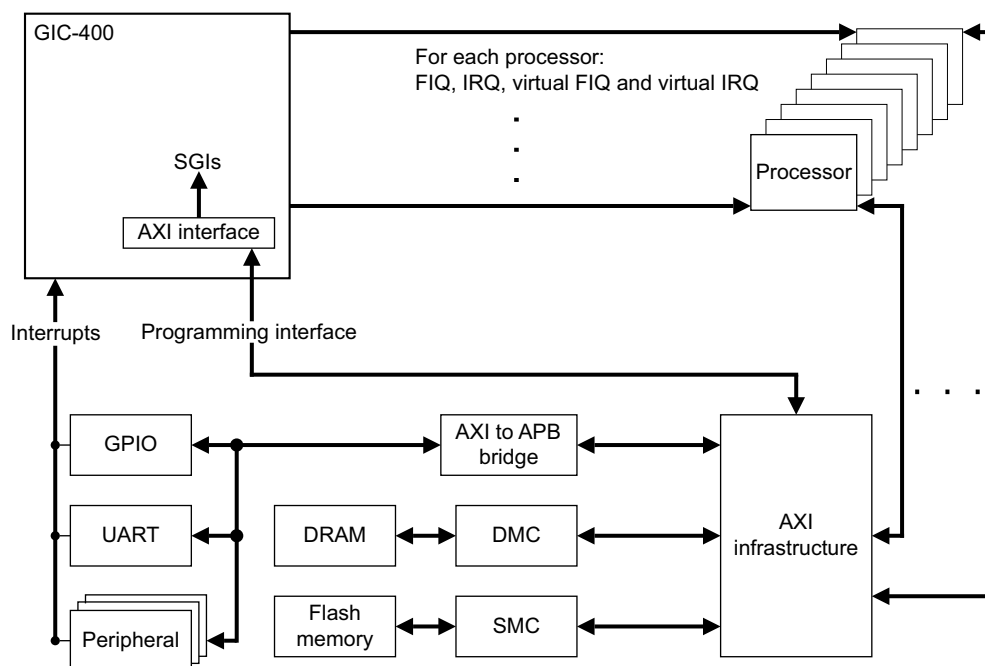 GIC-400
For each processor:
FIQ, IRQ, virtual FIQ and virtual IRQ
SGIs
Processor
AXI interface
Interrupts
Programming interface
GPIO
AXI to APB
bridge
UART
DRAM
DMC
AXI
infrastructure
Peripheral
Flash
memory
SMC